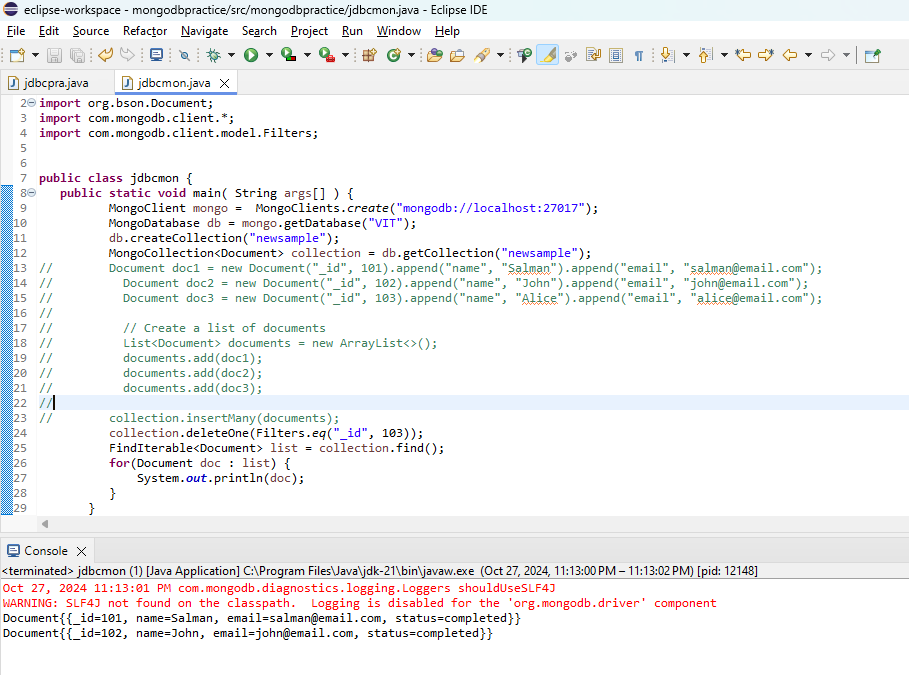 eclipse-workspace - mongodbpractice/src/mongodbpractice/jdbcmon.java - Eclipse IDE
File Edit Source Refactor Navigate Search Project Run Window Help
jdbcpra.java jdbcmon.java
2 import org.bson.Document;
3 import com.mongodb.client.*;
4 import com.mongodb.client.model.Filters;
5
6
7 public class jdbcmon {
8 public static void main( String args[] ) {
9 MongoClient mongo =  MongoClients.create("mongodb://localhost:27017");
10 MongoDatabase db = mongo.getDatabase("VIT");
11 db.createCollection("newsample");
12 MongoCollection<Document> collection = db.getCollection("newsample");
13 // Document doc1 = new Document("_id", 101).append("name", "Salman").append("email", "salman@email.com");
14 // Document doc2 = new Document("_id", 102).append("name", "John").append("email", "john@email.com");
15 // Document doc3 = new Document("_id", 103).append("name", "Alice").append("email", "alice@email.com");
16 //
17 // // Create a list of documents
18 // List<Document> documents = new ArrayList<>();
19 // documents.add(doc1);
20 // documents.add(doc2);
21 // documents.add(doc3);
22 //
23 // collection.insertMany(documents);
24 collection.deleteOne(Filters.eq("_id", 103));
25 FindIterable<Document> list = collection.find();
26 for(Document doc : list) {
27 System.out.println(doc);
28 }
29 }
Console
<terminated> jdbcmon (1) [Java Application] C:\Program Files\Java\jdk-21\bin\javaw.exe (Oct 27, 2024, 11:13:00 PM – 11:13:02 PM) [pid: 12148]
Oct 27, 2024 11:13:01 PM com.mongodb.diagnostics.logging.Loggers shouldUseSLF4J
WARNING: SLF4J not found on the classpath.  Logging is disabled for the 'org.mongodb.driver' component
Document{{_id=101, name=Salman, email=salman@email.com, status=completed}}
Document{{_id=102, name=John, email=john@email.com, status=completed}}